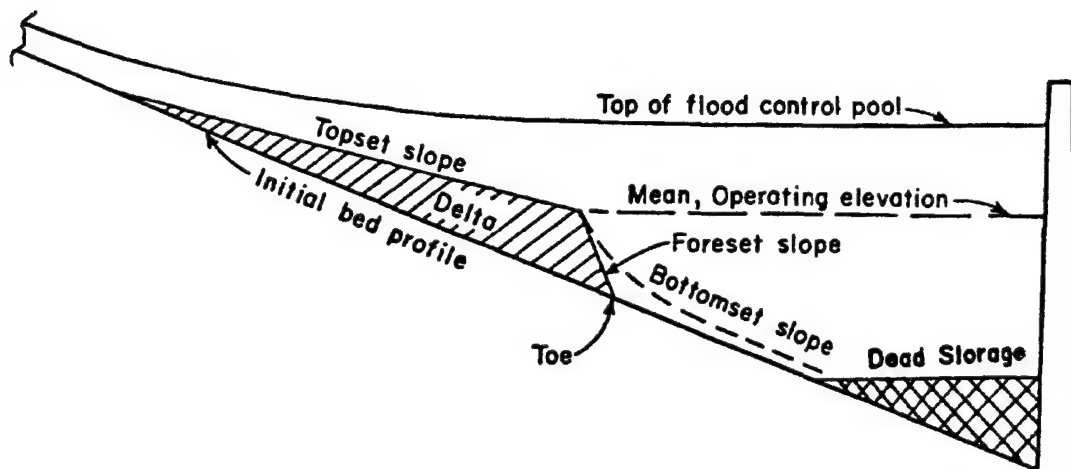 Top of flood control pool
Topset slope
Mean, Operating elevation
Delta
Initial bed profile
Foreset slope
Bottomset slope
Toe
Dead Storage